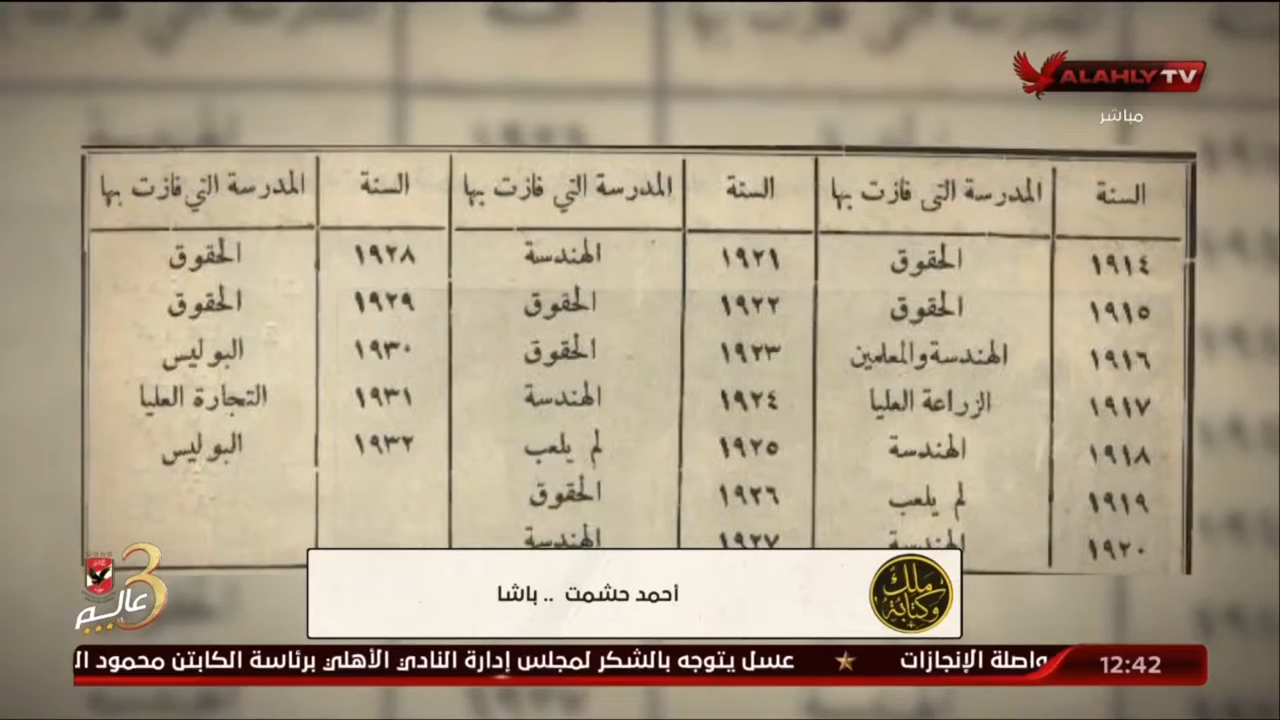 ALAHLY TV
مباشر
السنة المدرسة التى فازت بها السنة المدرسة التي فازت بها السنة المدرسة التي فازت بها
١٩١٤ الحقوق ١٩٢١ الهندسة ١٩٢٨ الحقوق
١٩١٥ الحقوق ١٩٢٢ الحقوق ١٩٢٩ الحقوق
١٩١٦ الهندسة والمعلمين ١٩٢٣ الحقوق ١٩٣٠ البوليس
١٩١٧ الزراعة العليا ١٩٢٤ الهندسة ١٩٣١ التجارة العليا
١٩١٨ الهندسة ١٩٢٥ لم يلعب ١٩٣٢ البوليس
١٩١٩ لم يلعب ١٩٢٦ الحقوق
١٩٢٠ الهندسة ١٩٢٧ الهندسة
أحمد حشمت .. باشا
ملك وكتابة
3 عالم
12:42 واصلة الإنجازات ★ عسل يتوجه بالشكر لمجلس إدارة النادي الأهلي برئاسة الكابتن محمود ال